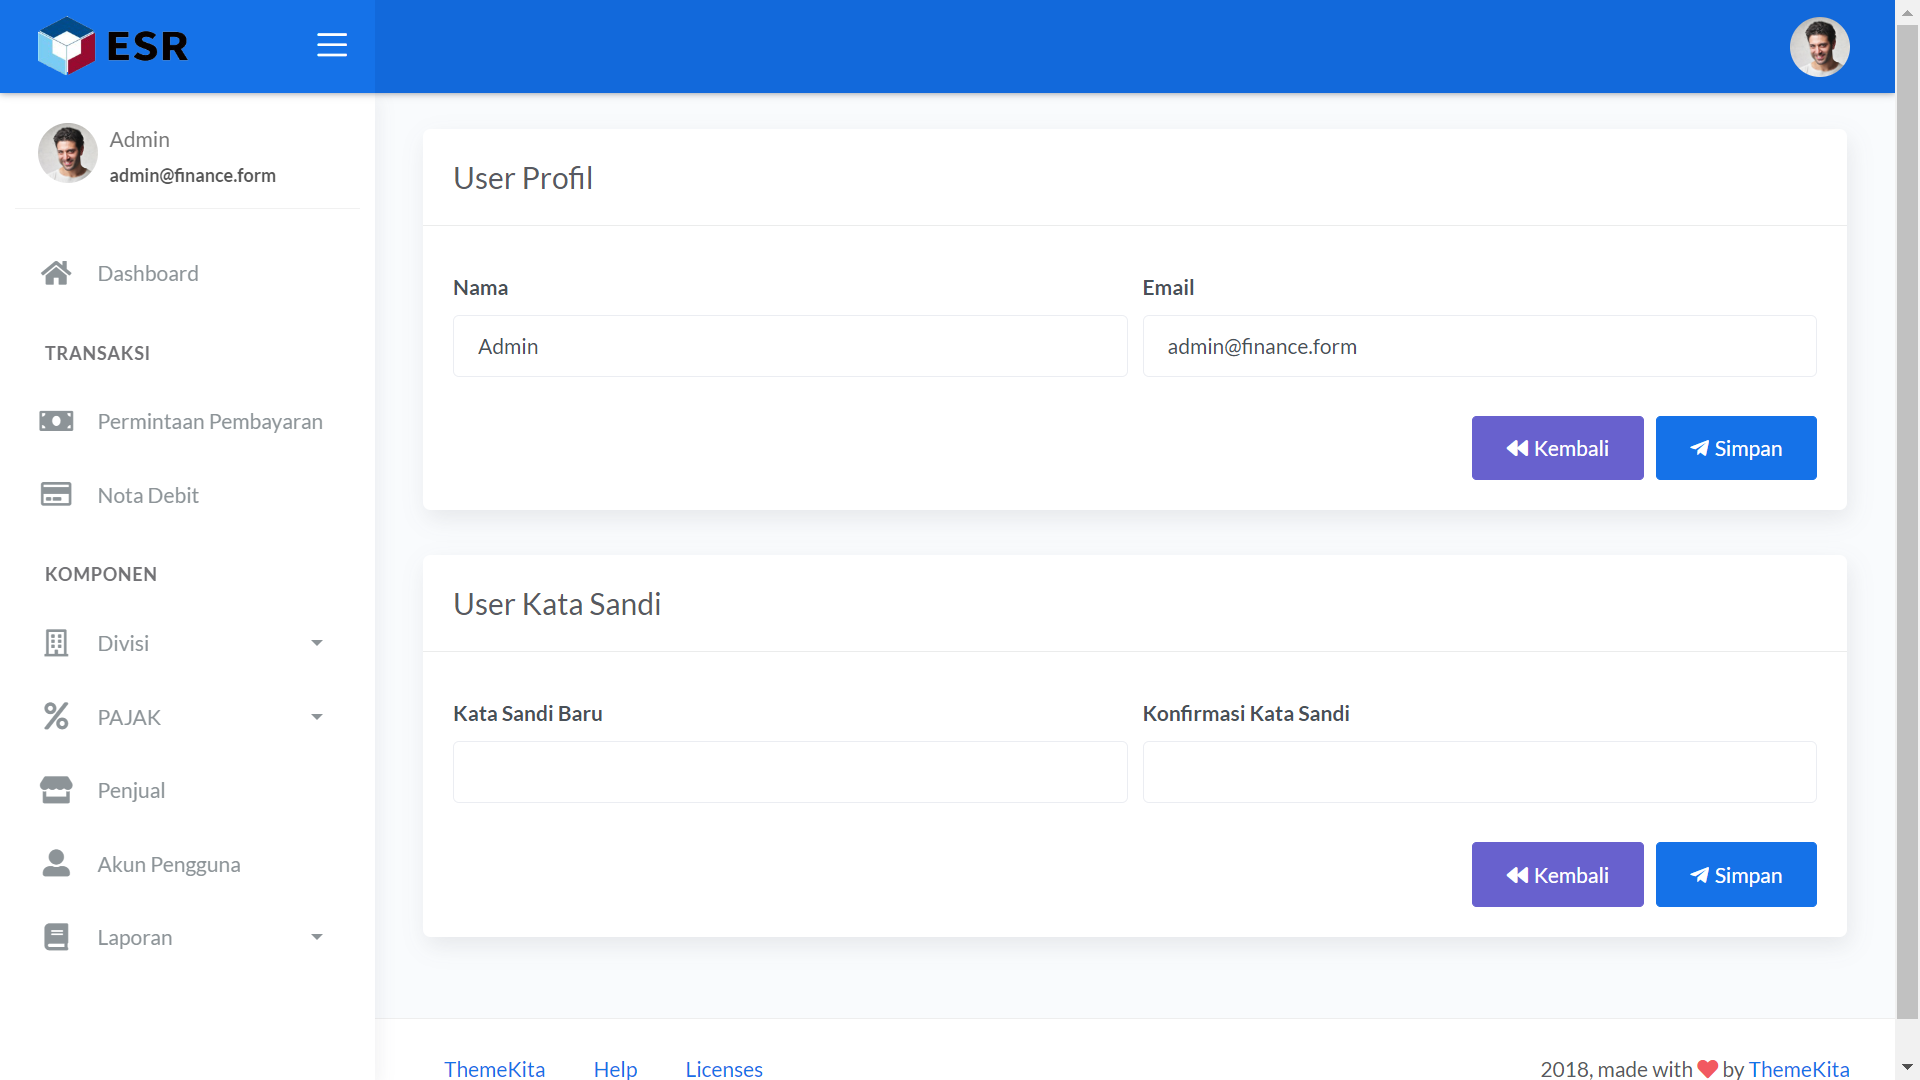 ESR
Admin
admin@finance.form
Dashboard
TRANSAKSI
Permintaan Pembayaran
Nota Debit
KOMPONEN
Divisi
PAJAK
Penjual
Akun Pengguna
Laporan
User Profil
Nama
Email
Admin
admin@finance.form
Kembali
Simpan
User Kata Sandi
Kata Sandi Baru
Konfirmasi Kata Sandi
Kembali
Simpan
ThemeKita
Help
Licenses
2018, made with ❤ by ThemeKita